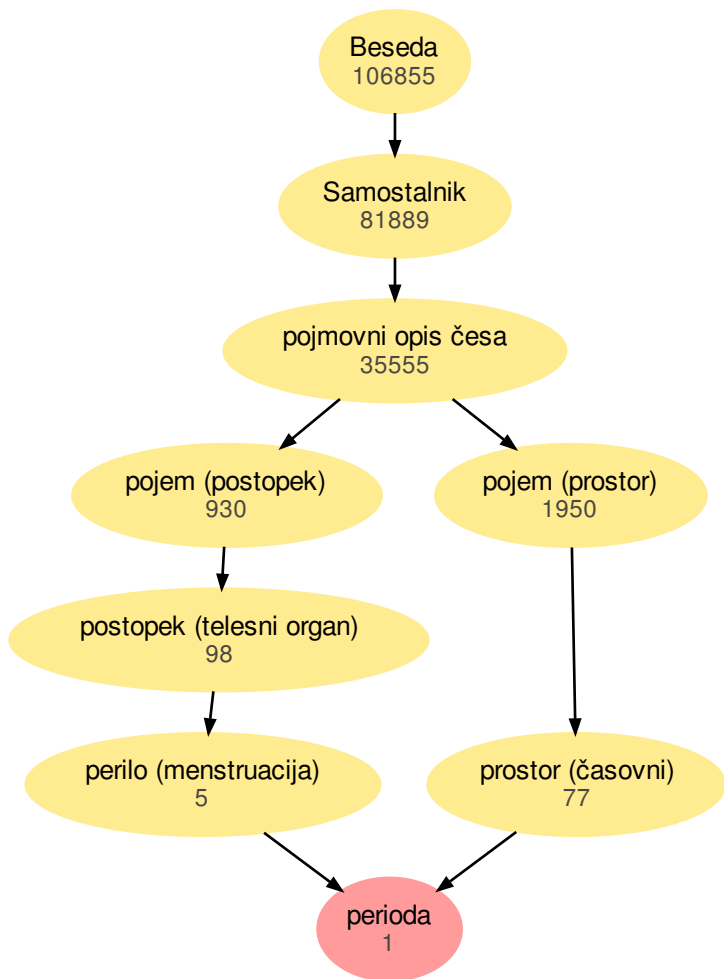 Beseda
106855
Samostalnik
81889
pojmovni opis česa
35555
pojem (postopek)
930
pojem (prostor)
1950
postopek (telesni organ)
98
perilo (menstruacija)
5
prostor (časovni)
77
perioda
1